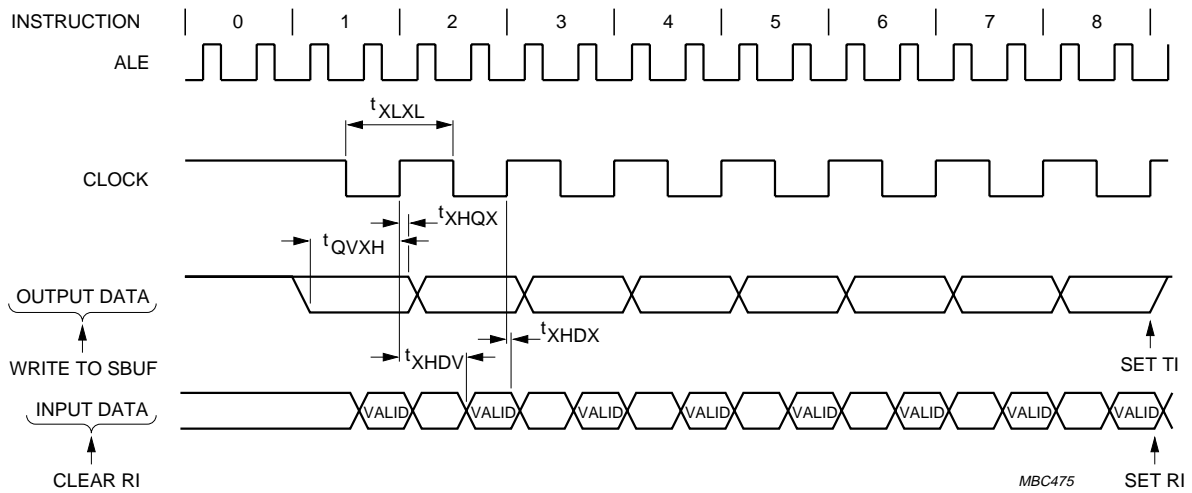 INSTRUCTION | 0 | 1 | 2 | 3 | 4 | 5 | 6 | 7 | 8 |
ALE
tXLXL
CLOCK
tXHQX
tQVXH
OUTPUT DATA
tXHDX
WRITE TO SBUF
tXHDV
SET TI
INPUT DATA
VALID VALID VALID VALID VALID VALID VALID VALID
CLEAR RI
MBC475
SET RI